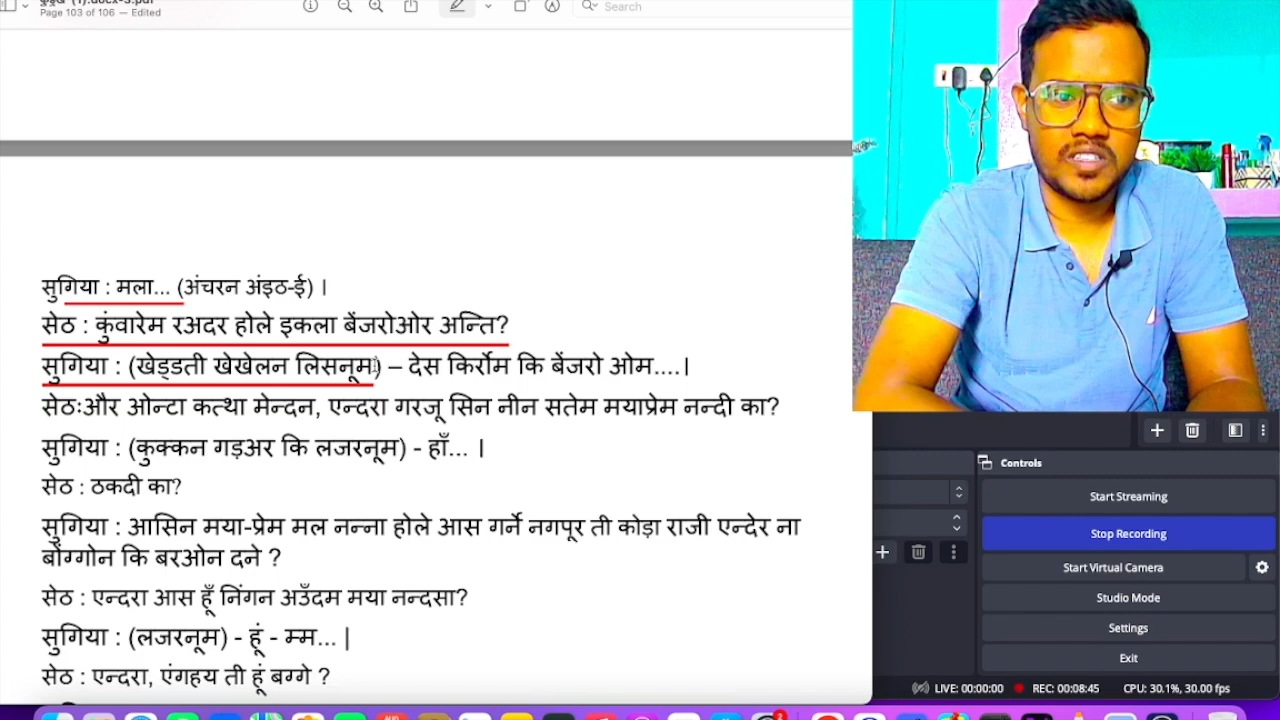 Page 103 of 106 — Edited
Search
सुगिया : मला... (अंचरन अंइठ-ई) |
सेठ : कुंवारेम रअदर होले इकला बेंजरोओर अन्ति?
सुगिया : (खेड्डती खेखेलन लिसनूम) – देस किर्रोम कि बेंजरो ओम....|
सेठःऔर ओन्टा कत्था मेन्दन, एन्दरा गरजू सिन नीन सतेम मयाप्रेम नन्दी का?
सुगिया : (कुक्कन गड़अर कि लजरनूम) - हाँ... |
सेठ : ठकदी का?
सुगिया : आसिन मया-प्रेम मल नन्ना होले आस गर्ने नगपूर ती कोड़ा राजी एन्देर ना
बोंग्गोन कि बरओन दने ?
सेठ : एन्दरा आस हूँ निंगन अउँदम मया नन्दसा?
सुगिया : (लजरनूम) - हूं - म्म... |
सेठ : एन्दरा, एंगहय ती हूं बग्गे ?
Controls
Start Streaming
Stop Recording
Start Virtual Camera
Studio Mode
Settings
Exit
LIVE: 00:00:00 REC: 00:08:45 CPU: 30.1%, 30.00 fps